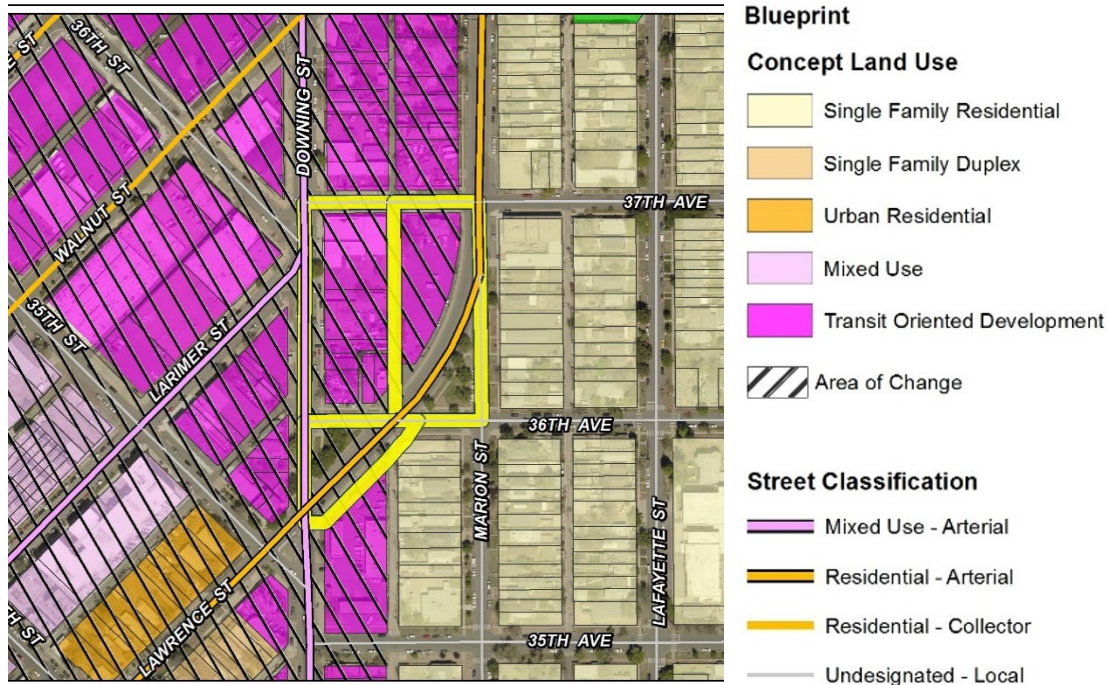 36TH ST
E ST
DOWNING ST
WALNUT ST
37TH AVE
35TH ST
LARIMER ST
36TH AVE
MARION ST
LAFAYETTE ST
LAWRENCE ST
TH ST
35TH AVE
Blueprint
Concept Land Use
Single Family Residential
Single Family Duplex
Urban Residential
Mixed Use
Transit Oriented Development
Area of Change
Street Classification
Mixed Use - Arterial
Residential - Arterial
Residential - Collector
Undesignated - Local